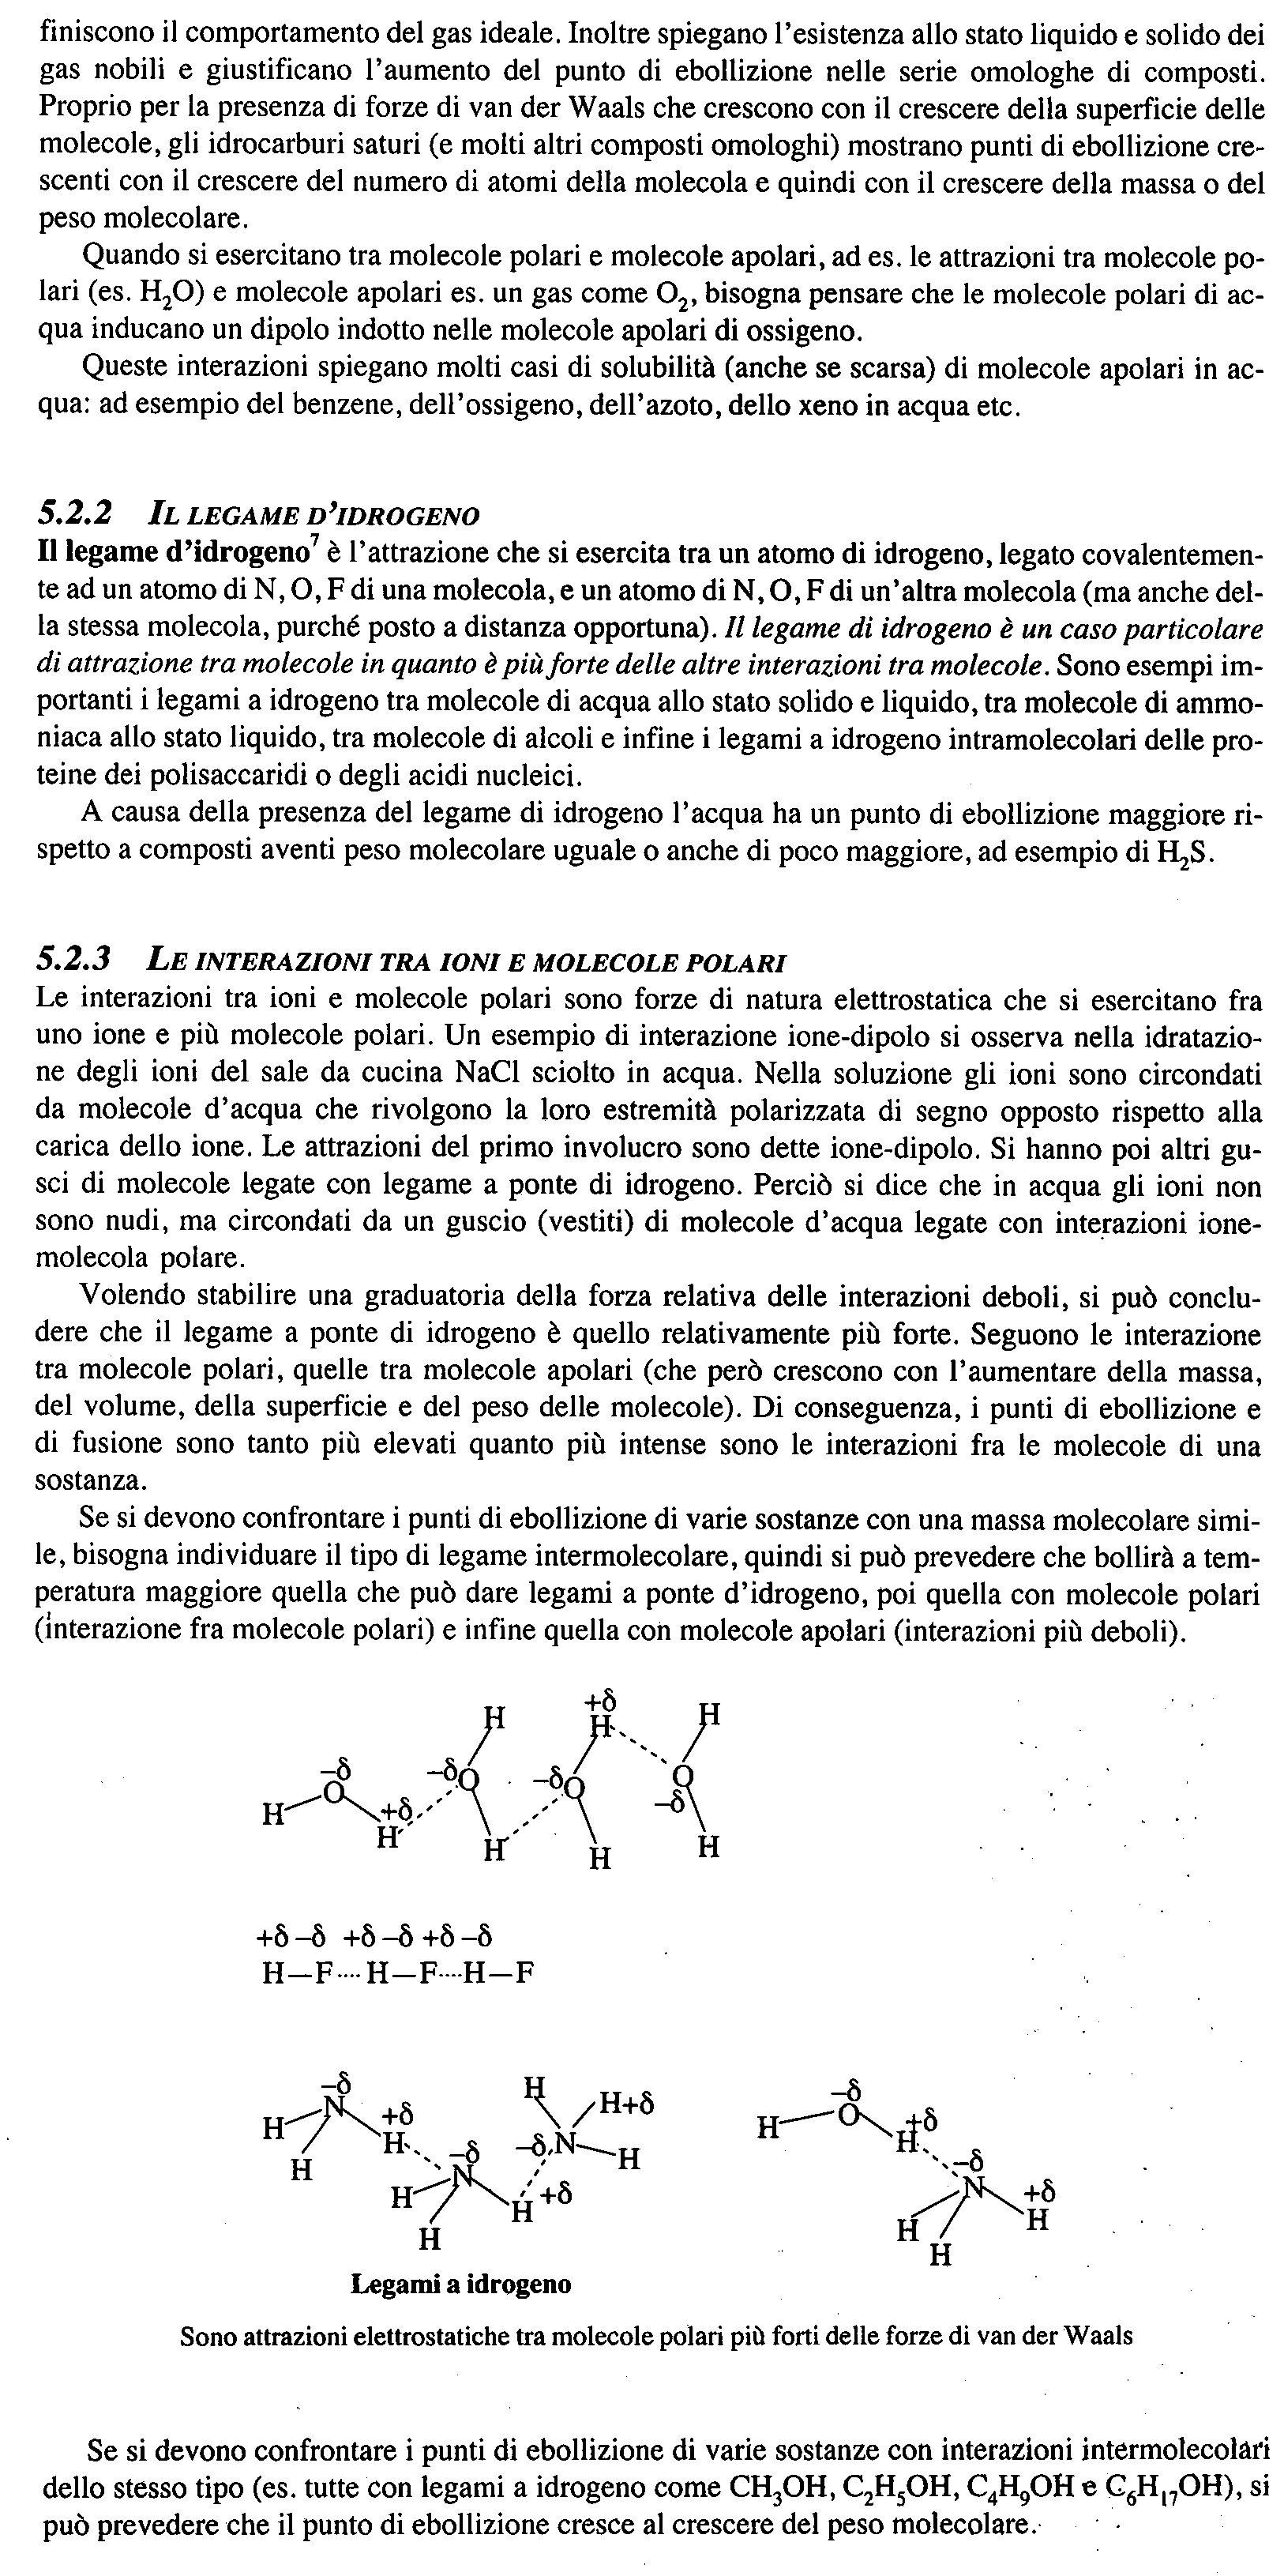 finiscono il comportamento del gas ideale. Inoltre spiegano l'esistenza allo stato liquido e solido dei
gas nobili e giustificano l'aumento del punto di ebollizione nelle serie omologhe di composti.
Proprio per la presenza di forze di van der Waals che crescono con il crescere della superficie delle
molecole, gli idrocarburi saturi (e molti altri composti omologhi) mostrano punti di ebollizione cre-
scenti con il crescere del numero di atomi della molecola e quindi con il crescere della massa o del
peso molecolare.
Quando si esercitano tra molecole polari e molecole apolari, ad es. le attrazioni tra molecole po-
lari (es. H₂O) e molecole apolari es. un gas come O₂, bisogna pensare che le molecole polari di ac-
qua inducano un dipolo indotto nelle molecole apolari di ossigeno.
Queste interazioni spiegano molti casi di solubilità (anche se scarsa) di molecole apolari in ac-
qua: ad esempio del benzene, dell'ossigeno, dell'azoto, dello xeno in acqua etc.
5.2.2 IL LEGAME D'IDROGENO
Il legame d'idrogeno⁷ è l'attrazione che si esercita tra un atomo di idrogeno, legato covalentemen-
te ad un atomo di N, O, F di una molecola, e un atomo di N, O, F di un'altra molecola (ma anche del-
la stessa molecola, purché posto a distanza opportuna). Il legame di idrogeno è un caso particolare
di attrazione tra molecole in quanto è più forte delle altre interazioni tra molecole. Sono esempi im-
portanti i legami a idrogeno tra molecole di acqua allo stato solido e liquido, tra molecole di ammo-
niaca allo stato liquido, tra molecole di alcoli e infine i legami a idrogeno intramolecolari delle pro-
teine dei polisaccaridi o degli acidi nucleici.
A causa della presenza del legame di idrogeno l'acqua ha un punto di ebollizione maggiore ri-
spetto a composti aventi peso molecolare uguale o anche di poco maggiore, ad esempio di H₂S.
5.2.3 LE INTERAZIONI TRA IONI E MOLECOLE POLARI
Le interazioni tra ioni e molecole polari sono forze di natura elettrostatica che si esercitano fra
uno ione e più molecole polari. Un esempio di interazione ione-dipolo si osserva nella idratazio-
ne degli ioni del sale da cucina NaCl sciolto in acqua. Nella soluzione gli ioni sono circondati
da molecole d'acqua che rivolgono la loro estremità polarizzata di segno opposto rispetto alla
carica dello ione. Le attrazioni del primo involucro sono dette ione-dipolo. Si hanno poi altri gu-
sci di molecole legate con legame a ponte di idrogeno. Perciò si dice che in acqua gli ioni non
sono nudi, ma circondati da un guscio (vestiti) di molecole d'acqua legate con interazioni ione-
molecola polare.
Volendo stabilire una graduatoria della forza relativa delle interazioni deboli, si può conclu-
dere che il legame a ponte di idrogeno è quello relativamente più forte. Seguono le interazione
tra molecole polari, quelle tra molecole apolari (che però crescono con l'aumentare della massa,
del volume, della superficie e del peso delle molecole). Di conseguenza, i punti di ebollizione e
di fusione sono tanto più elevati quanto più intense sono le interazioni fra le molecole di una
sostanza.
Se si devono confrontare i punti di ebollizione di varie sostanze con una massa molecolare simi-
le, bisogna individuare il tipo di legame intermolecolare, quindi si può prevedere che bollirà a tem-
peratura maggiore quella che può dare legami a ponte d'idrogeno, poi quella con molecole polari
(interazione fra molecole polari) e infine quella con molecole apolari (interazioni più deboli).
+δ
H H H
–δ –δO –δO O
H O +δ –δ
H H H H
+δ –δ +δ –δ +δ –δ
H—F····H—F····H—F
–δ H H+δ –δ
H N +δ H O +δ
H H –δ –δ N H H –δ
H N H +δ N +δ
H H H H
Legami a idrogeno
Sono attrazioni elettrostatiche tra molecole polari più forti delle forze di van der Waals
Se si devono confrontare i punti di ebollizione di varie sostanze con interazioni intermolecolari
dello stesso tipo (es. tutte con legami a idrogeno come CH₃OH, C₂H₅OH, C₄H₉OH e C₆H₁₇OH), si
può prevedere che il punto di ebollizione cresce al crescere del peso molecolare.